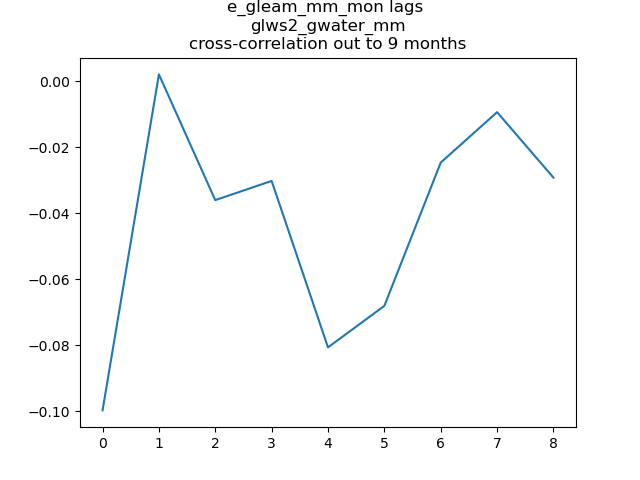 e_gleam_mm_mon lags
glws2_gwater_mm
cross-correlation out to 9 months
0.00
−0.02
−0.04
−0.06
−0.08
−0.10
0 1 2 3 4 5 6 7 8